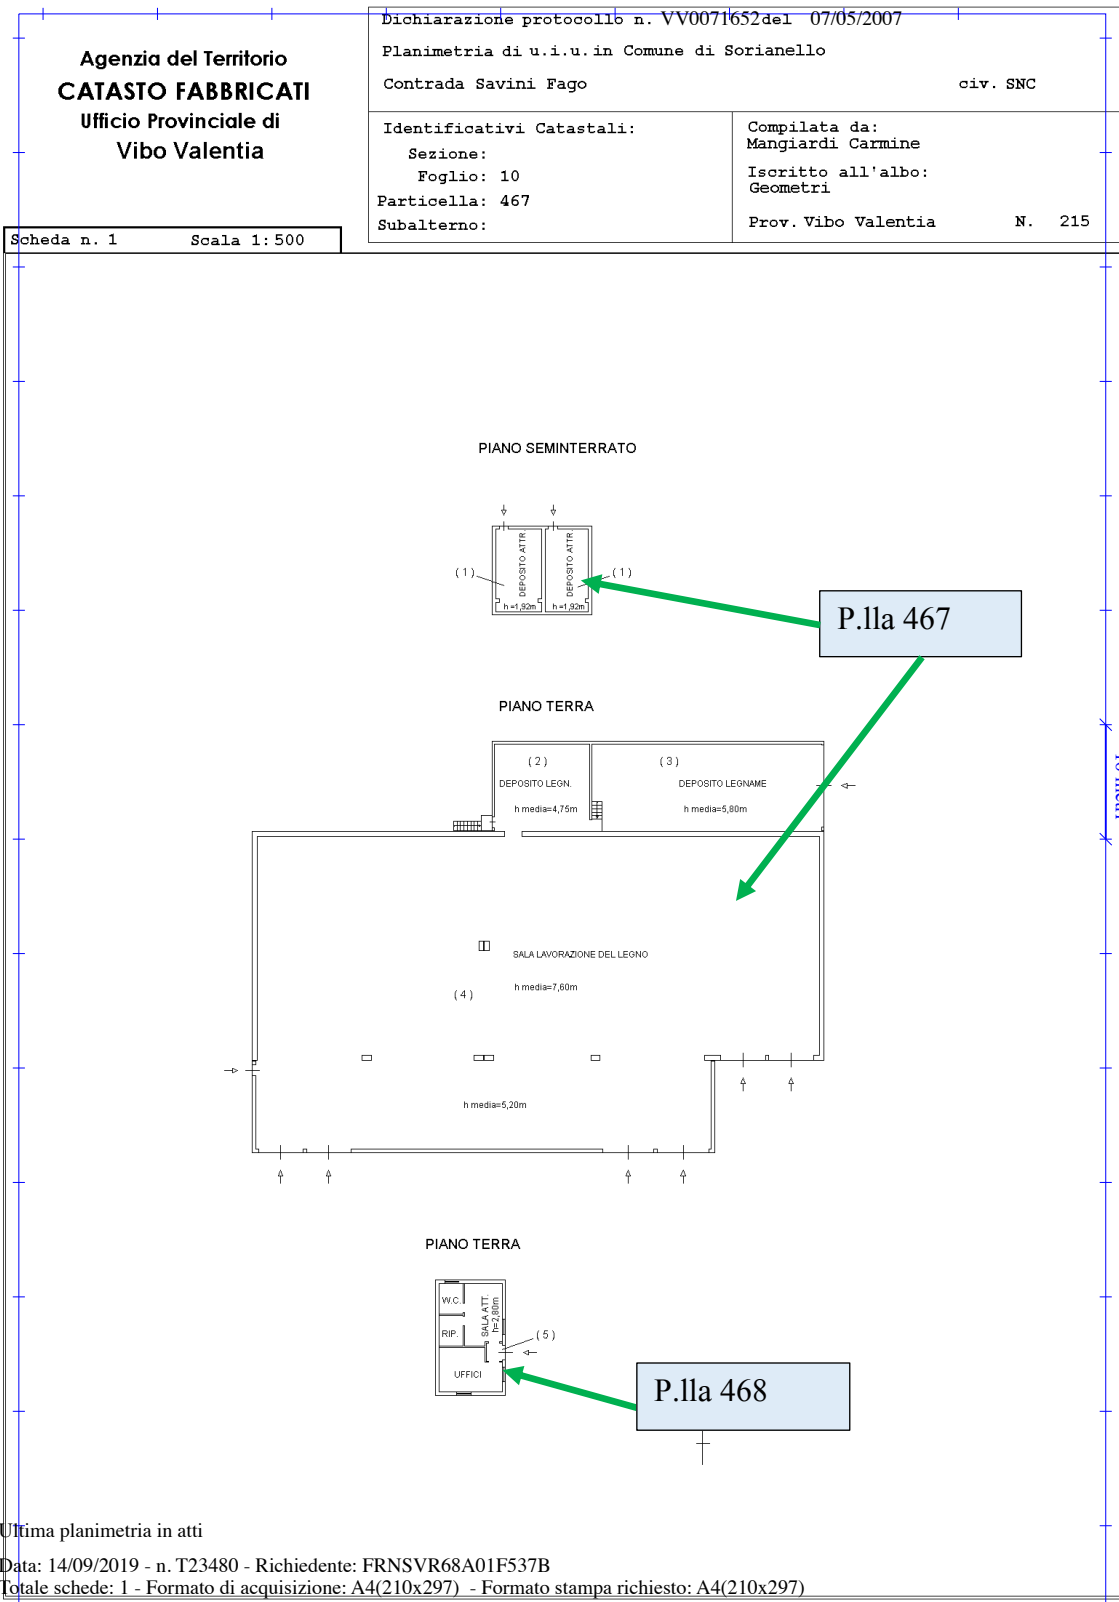 Agenzia del Territorio
CATASTO FABBRICATI
Ufficio Provinciale di
Vibo Valentia
Dichiarazione protocollo n. VV0071652 del 07/05/2007
Planimetria di u.i.u. in Comune di Sorianello
Contrada Savini Fago civ. SNC
Identificativi Catastali:
Sezione:
Foglio: 10
Particella: 467
Subalterno:
Compilata da:
Mangiardi Carmine
Iscritto all'albo:
Geometri
Prov. Vibo Valentia N. 215
Scheda n. 1 Scala 1:500
PIANO SEMINTERRATO
DEPOSITO ATTR.
DEPOSITO ATTR.
(1)
(1)
h =1,92m
h =1,92m
P.lla 467
PIANO TERRA
(2)
(3)
DEPOSITO LEGN.
DEPOSITO LEGNAME
h media=4,75m
h media=5,80m
SALA LAVORAZIONE DEL LEGNO
h media=7,60m
(4)
h media=5,20m
PIANO TERRA
W.C.
SALA ATT.
h=2,80m
RIP.
(5)
UFFICI
P.lla 468
Ultima planimetria in atti
Data: 14/09/2019 - n. T23480 - Richiedente: FRNSVR68A01F537B
Totale schede: 1 - Formato di acquisizione: A4(210x297) - Formato stampa richiesto: A4(210x297)